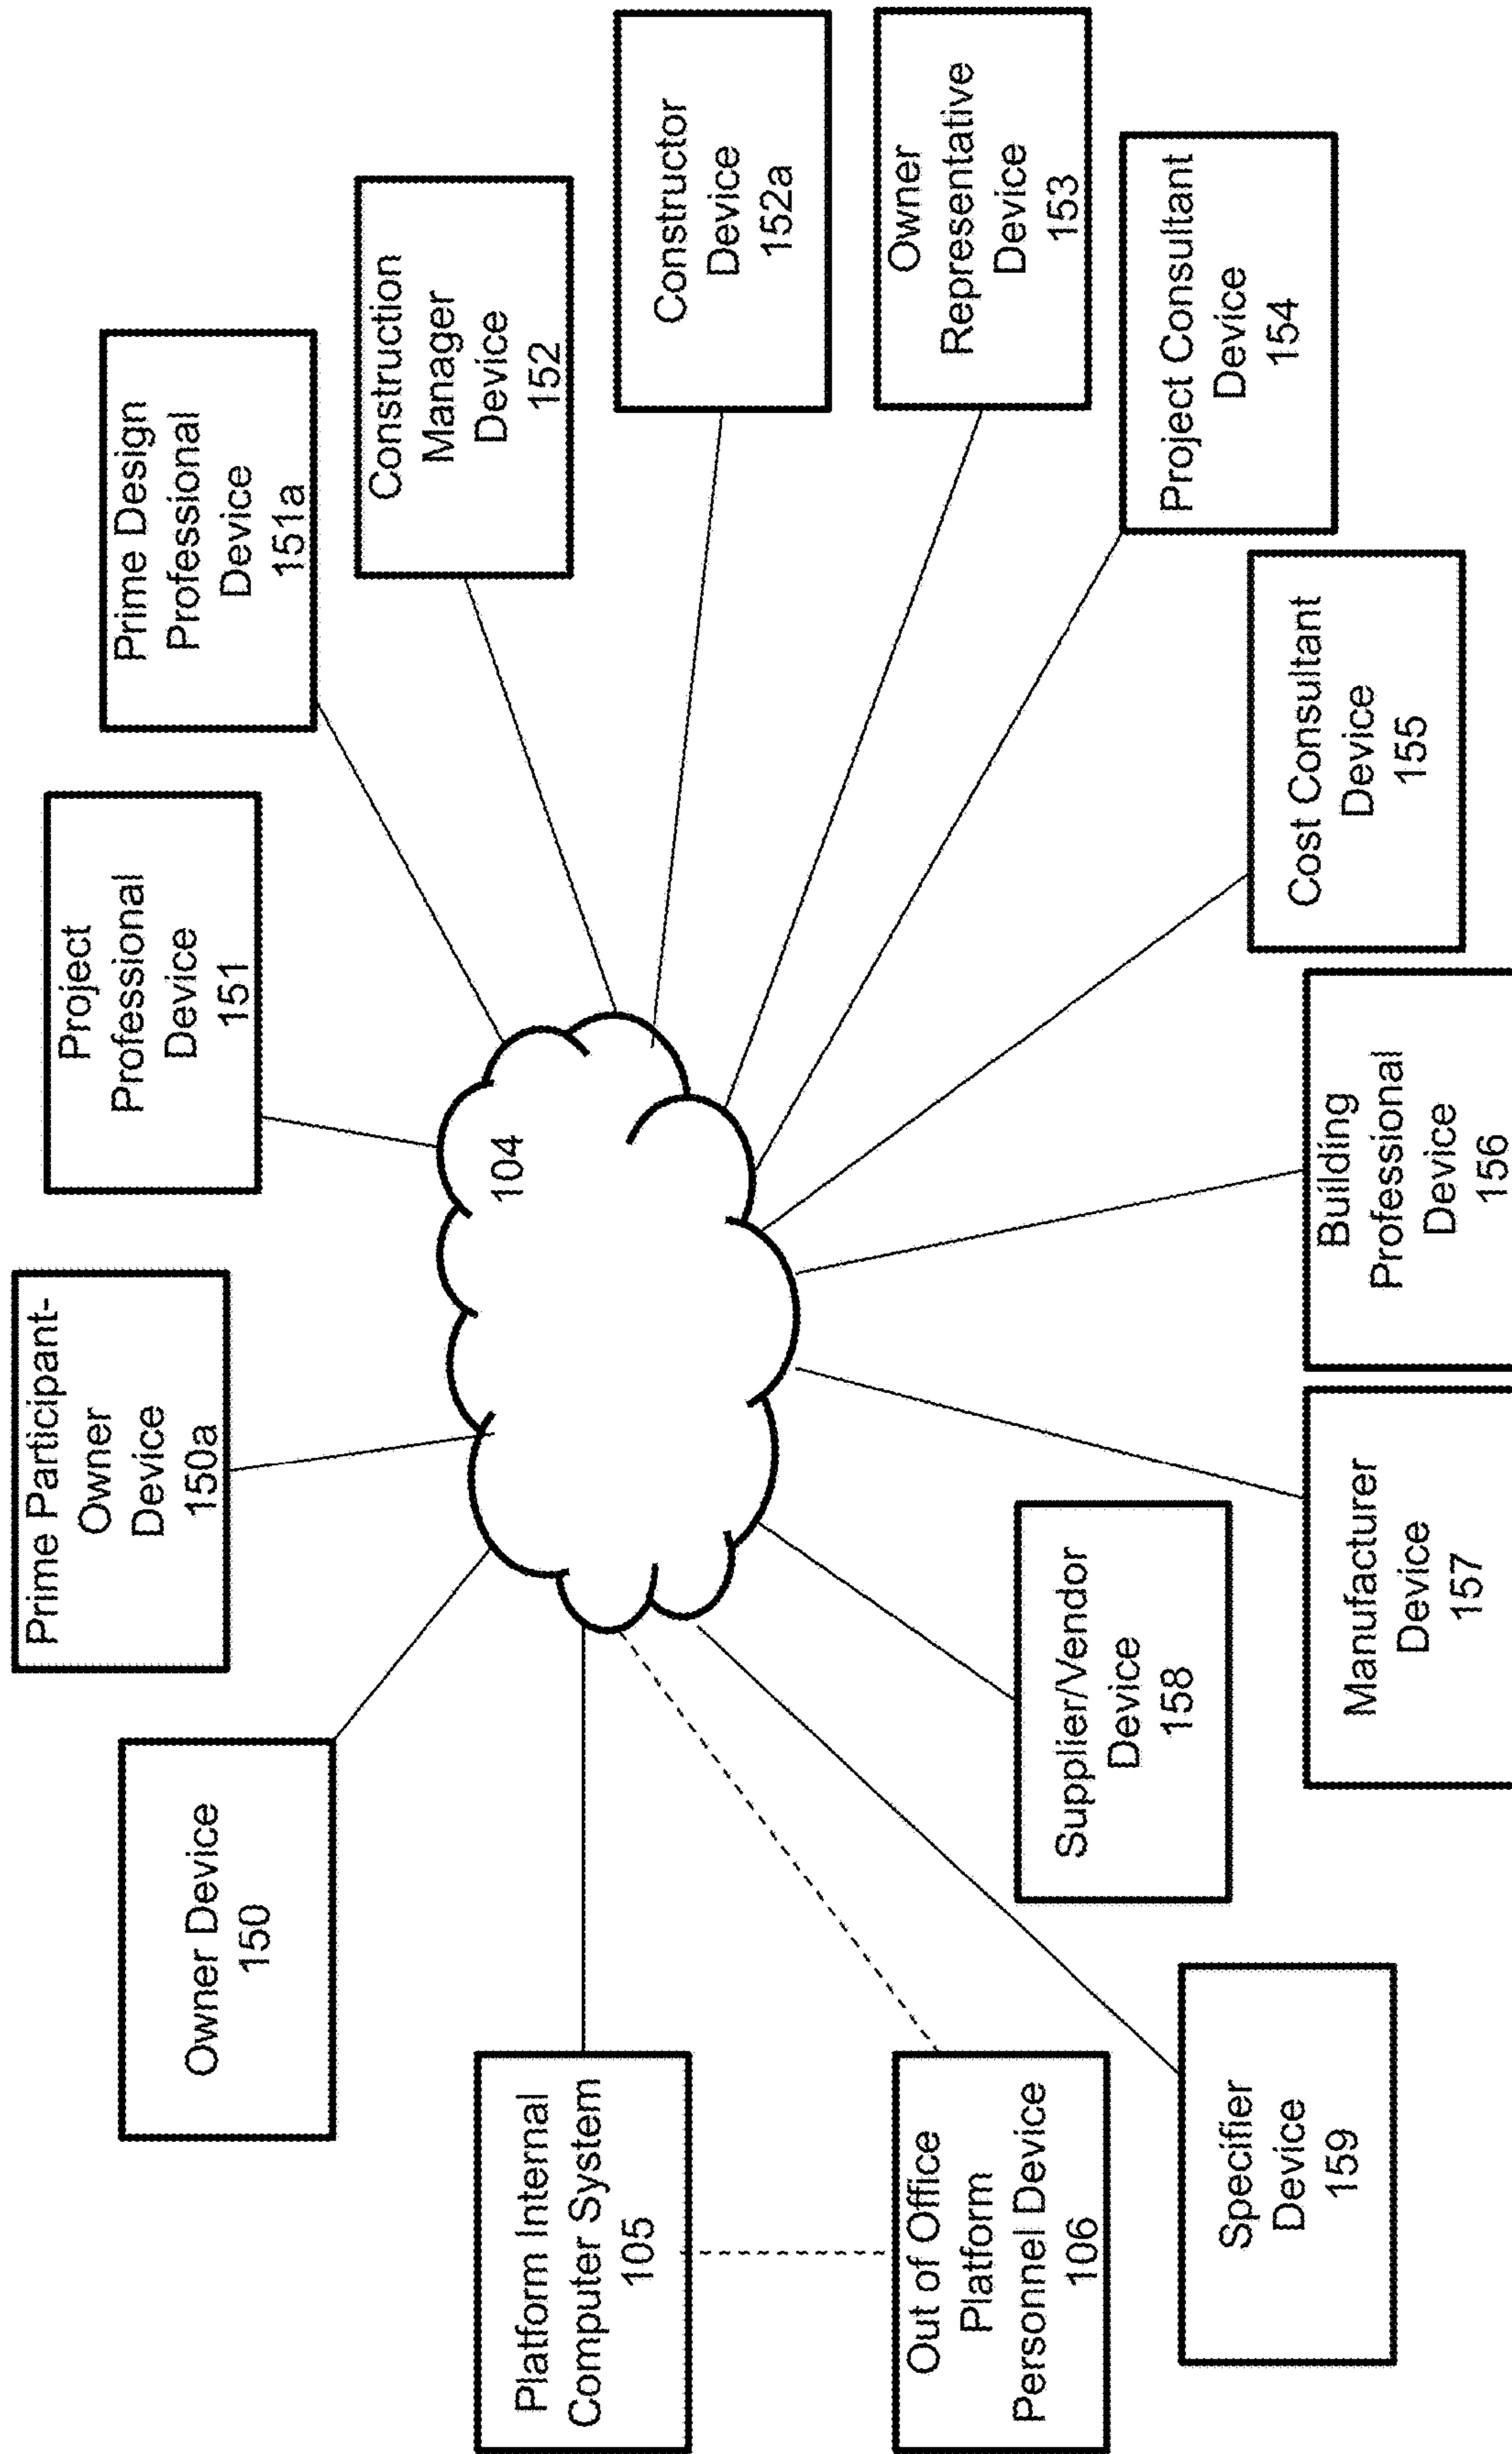 Prime Participant-
Owner
Device
150a
Project
Professional
Device
151
Prime Design
Professional
Device
151a
Owner Device
150
Construction
Manager
Device
152
Platform Internal
Computer System
105
104
Constructor
Device
152a
Out of Office
Platform
Personnel Device
106
Owner
Representative
Device
153
Supplier/Vendor
Device
158
Project Consultant
Device
154
Specifier
Device
159
Cost Consultant
Device
155
Manufacturer
Device
157
Building
Professional
Device
156